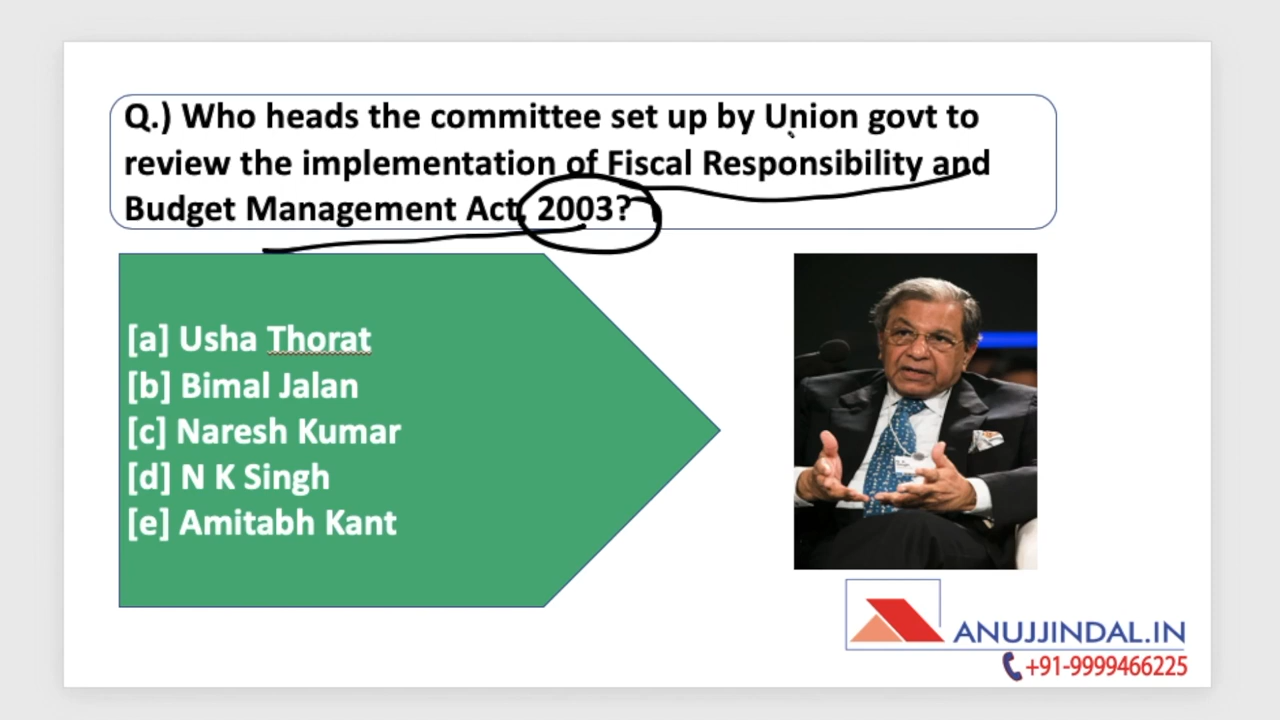 Q.) Who heads the committee set up by Union govt to
review the implementation of Fiscal Responsibility and
Budget Management Act, 2003?
[a] Usha Thorat
[b] Bimal Jalan
[c] Naresh Kumar
[d] N K Singh
[e] Amitabh Kant
ANUJJINDAL.IN
+91-9999466225